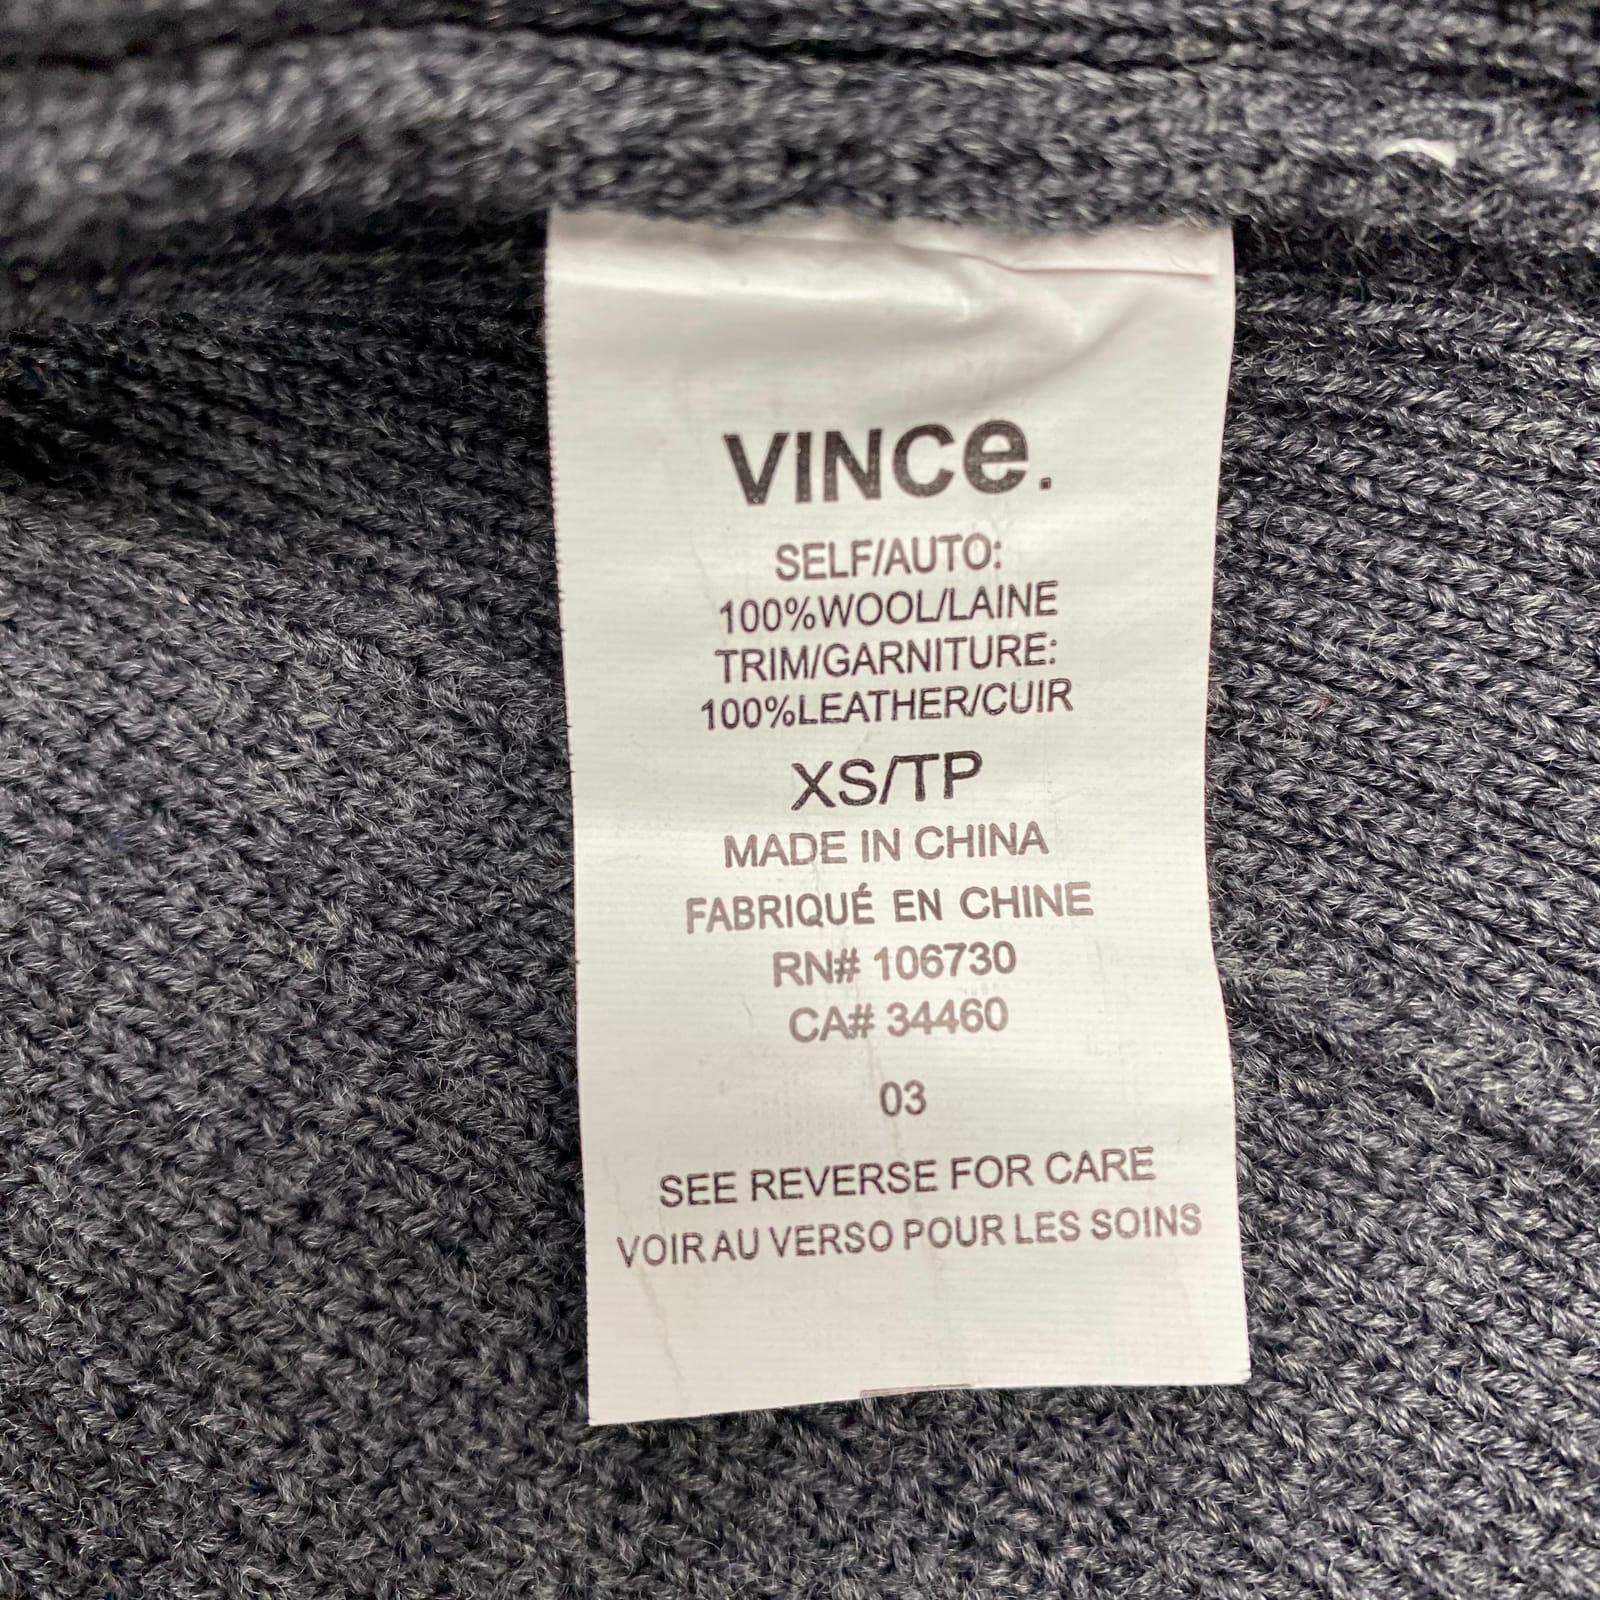 VINCe.
SELF/AUTO:
100%WOOL/LAINE
TRIM/GARNITURE:
100%LEATHER/CUIR
XS/TP
MADE IN CHINA
FABRIQUÉ EN CHINE
RN# 106730
CA# 34460
03
SEE REVERSE FOR CARE
VOIR AU VERSO POUR LES SOINS